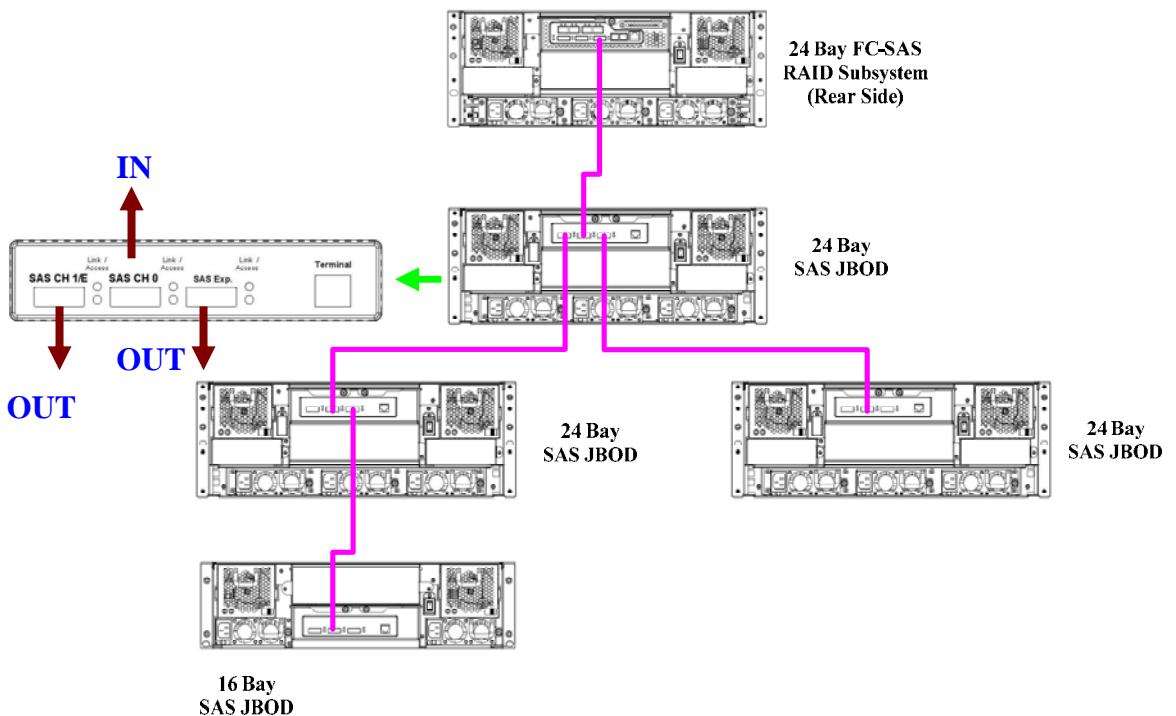 24 Bay FC-SAS
RAID Subsystem
(Rear Side)
IN
Link /
Access
Link /
Access
Link /
Access
SAS CH 1/E
SAS CH 0
SAS Exp.
Terminal
24 Bay
SAS JBOD
OUT
OUT
24 Bay
SAS JBOD
24 Bay
SAS JBOD
16 Bay
SAS JBOD